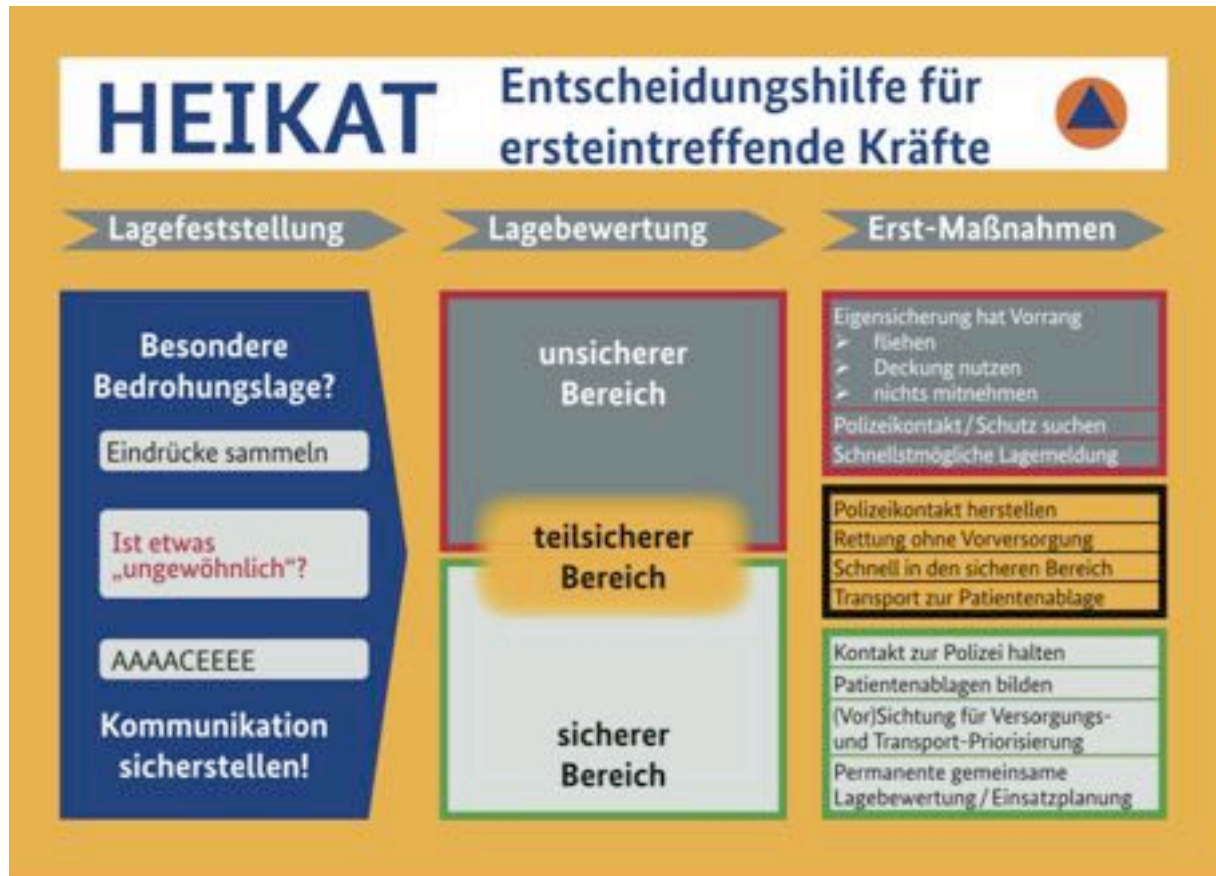 HEIKAT
Entscheidungshilfe für
ersteintreffende Kräfte
Lagefeststellung
Lagebewertung
Erst-Maßnahmen
Besondere
Bedrohungslage?
Eindrücke sammeln
Ist etwas
„ungewöhnlich“?
AAAACEEEE
Kommunikation
sicherstellen!
unsicherer
Bereich
teilsicherer
Bereich
sicherer
Bereich
Eigensicherung hat Vorrang
➢ fliehen
➢ Deckung nutzen
➢ nichts mitnehmen
Polizeikontakt / Schutz suchen
Schnellstmögliche Lagemeldung
Polizeikontakt herstellen
Rettung ohne Vorversorgung
Schnell in den sicheren Bereich
Transport zur Patientenablage
Kontakt zur Polizei halten
Patientenablagen bilden
(Vor)Sichtung für Versorgungs-
und Transport-Priorisierung
Permanente gemeinsame
Lagebewertung / Einsatzplanung